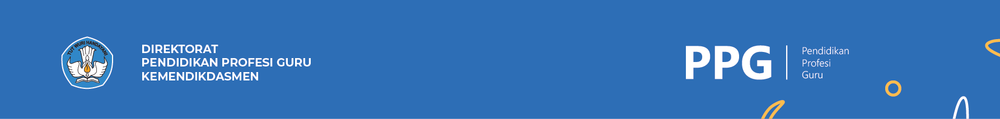 TUT WURI HANDAYANI
DIREKTORAT
PENDIDIKAN PROFESI GURU
KEMENDIKDASMEN
PPG
Pendidikan
Profesi
Guru